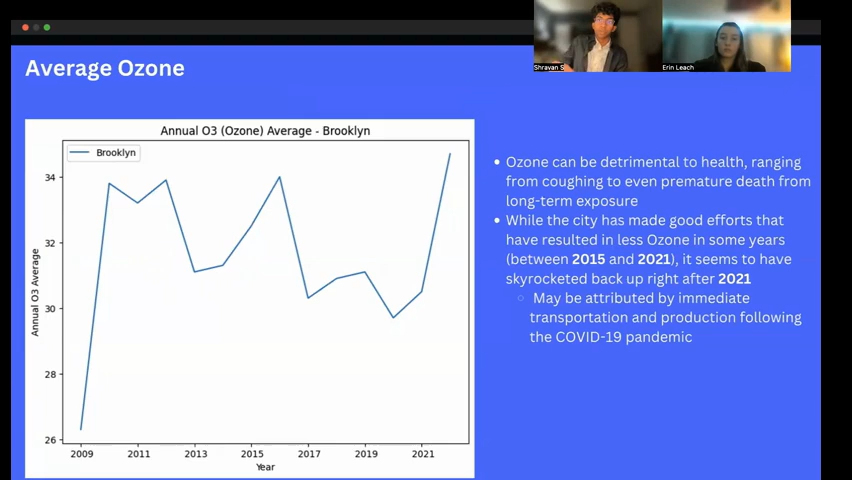 Average Ozone
Shravan S
Erin Leach
Annual O3 (Ozone) Average - Brooklyn
Brooklyn
34
32
30
28
26
Annual O3 Average
2009
2011
2013
2015
2017
2019
2021
Year
• Ozone can be detrimental to health, ranging
from coughing to even premature death from
long-term exposure
• While the city has made good efforts that
have resulted in less Ozone in some years
(between 2015 and 2021), it seems to have
skyrocketed back up right after 2021
○ May be attributed by immediate
transportation and production following
the COVID-19 pandemic